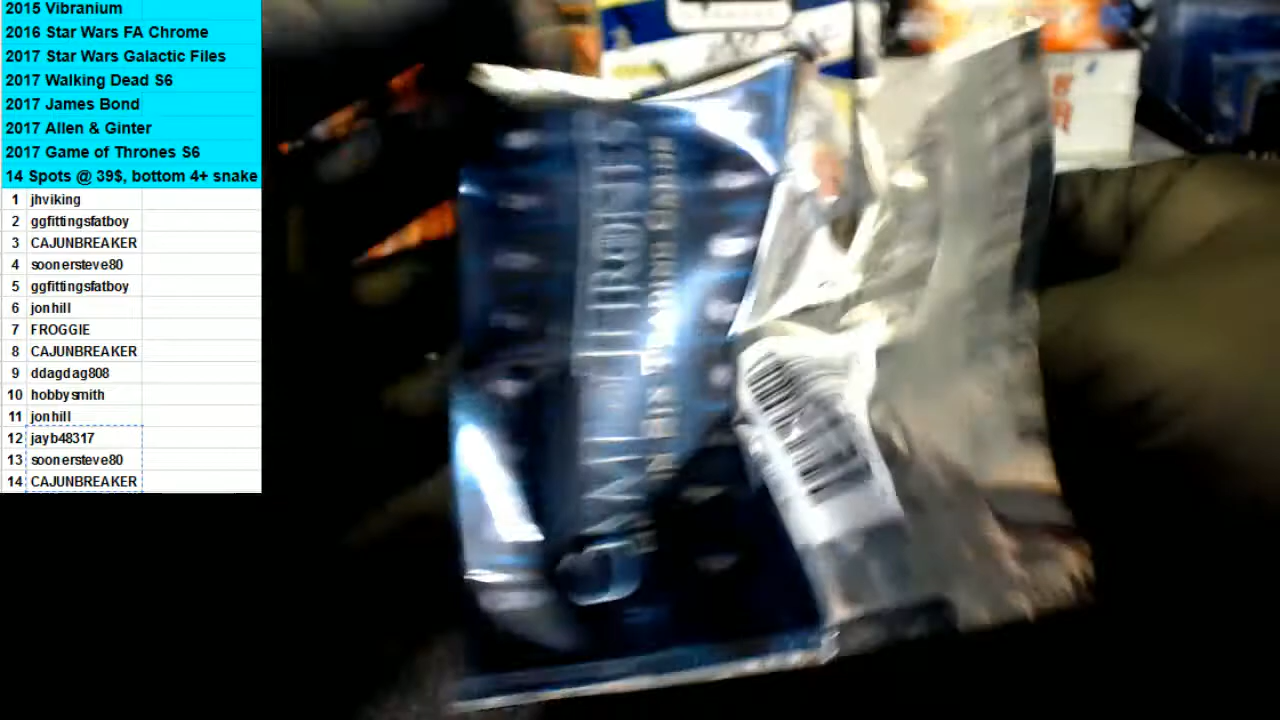 2015 Vibranium
2016 Star Wars FA Chrome
2017 Star Wars Galactic Files
2017 Walking Dead S6
2017 James Bond
2017 Allen & Ginter
2017 Game of Thrones S6
14 Spots @ 39$, bottom 4+ snake
1 jhviking
2 ggfittingsfatboy
3 CAJUNBREAKER
4 soonersteve80
5 ggfittingsfatboy
6 jonhill
7 FROGGIE
8 CAJUNBREAKER
9 ddagdag808
10 hobbysmith
11 jonhill
12 jayb48317
13 soonersteve80
14 CAJUNBREAKER